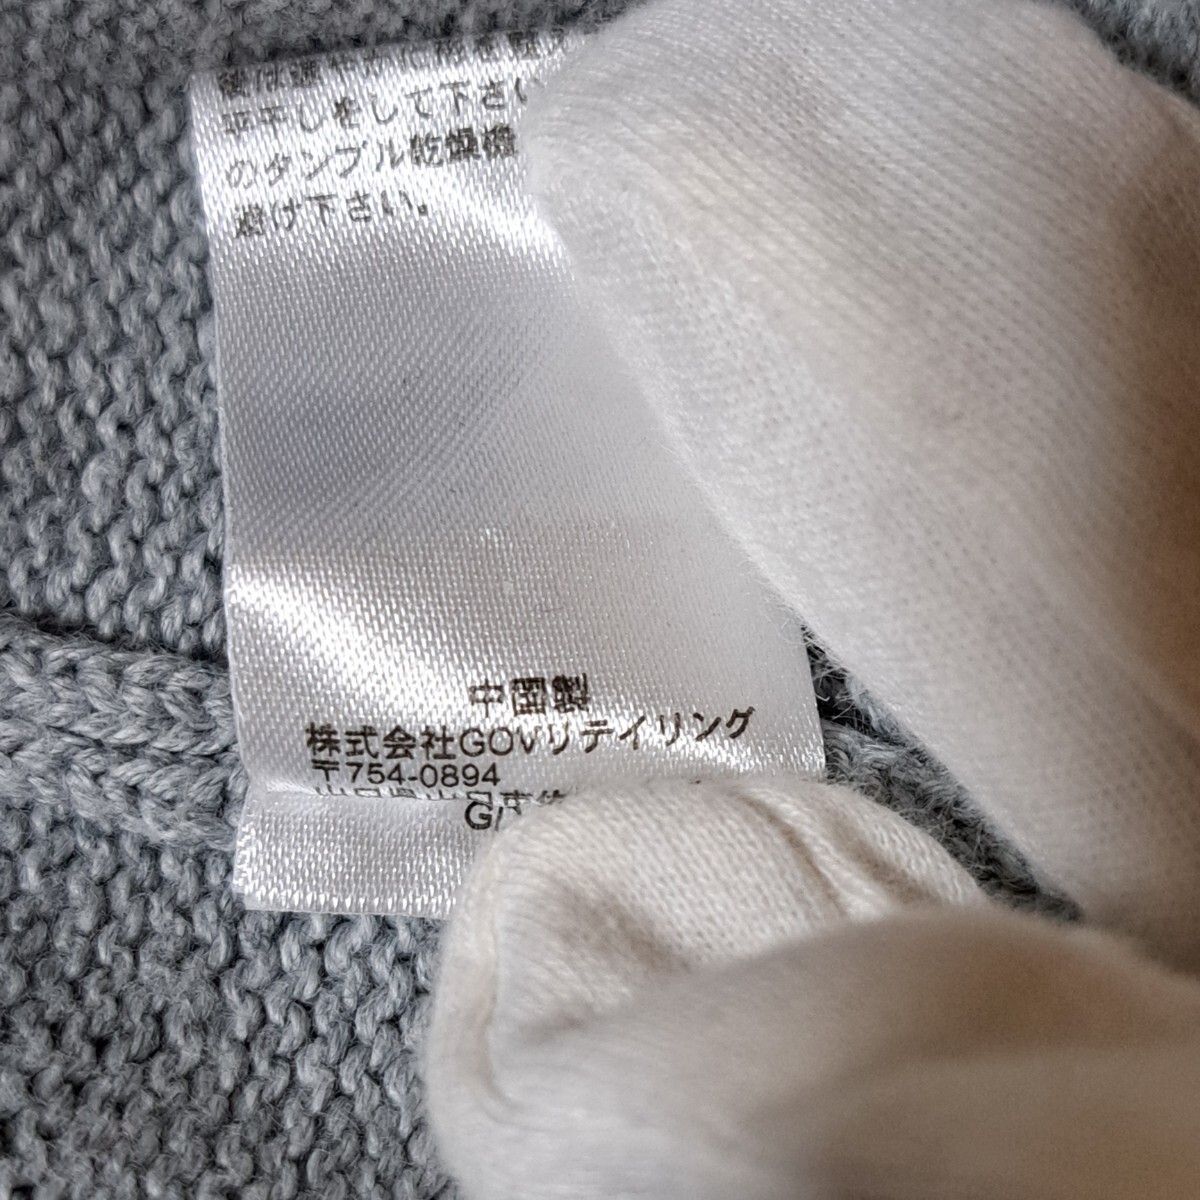 平干しをして下さい
のタンブル乾燥機
避け下さい。
中国製
株式会社GOVリテイリング
〒754-0894
G/